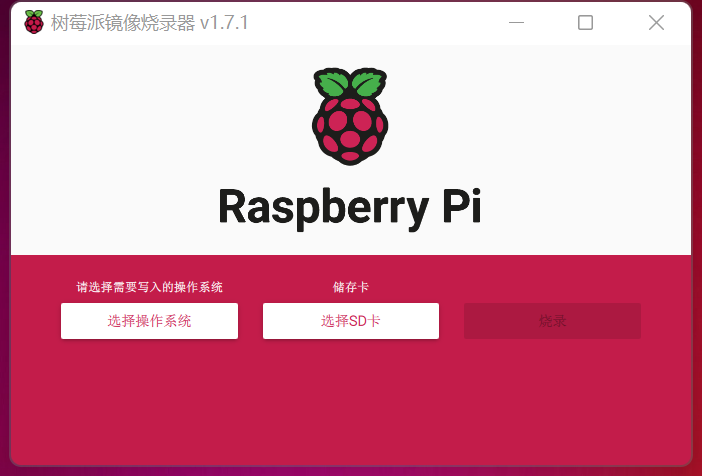 树莓派镜像烧录器 v1.7.1
Raspberry Pi
请选择需要写入的操作系统
储存卡
选择操作系统
选择SD卡
烧录